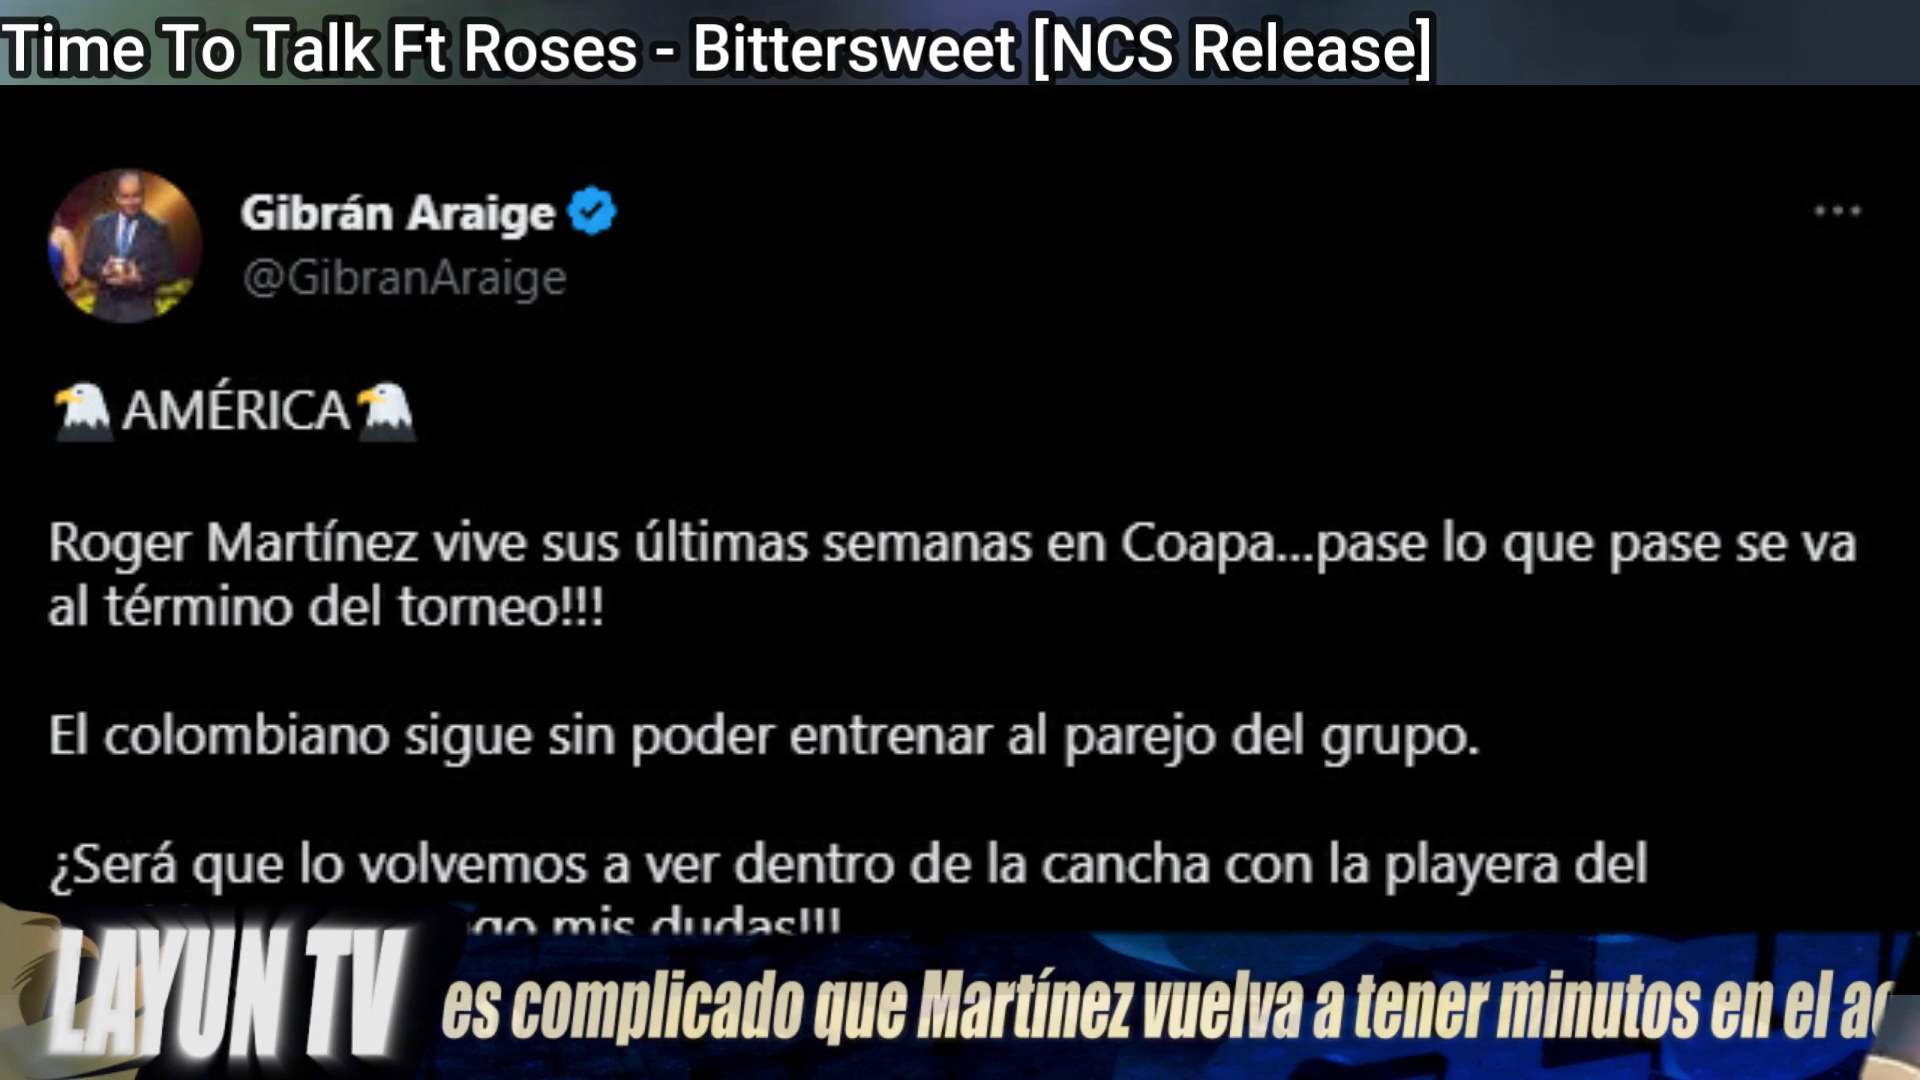 Time To Talk Ft Roses - Bittersweet [NCS Release]
Gibrán Araige
@GibranAraige
🦅AMÉRICA🦅
Roger Martínez vive sus últimas semanas en Coapa...pase lo que pase se va
al término del torneo!!!
El colombiano sigue sin poder entrenar al parejo del grupo.
¿Será que lo volvemos a ver dentro de la cancha con la playera del
mis dudas!!!
LAYUN TV
es complicado que Martínez vuelva a tener minutos en el